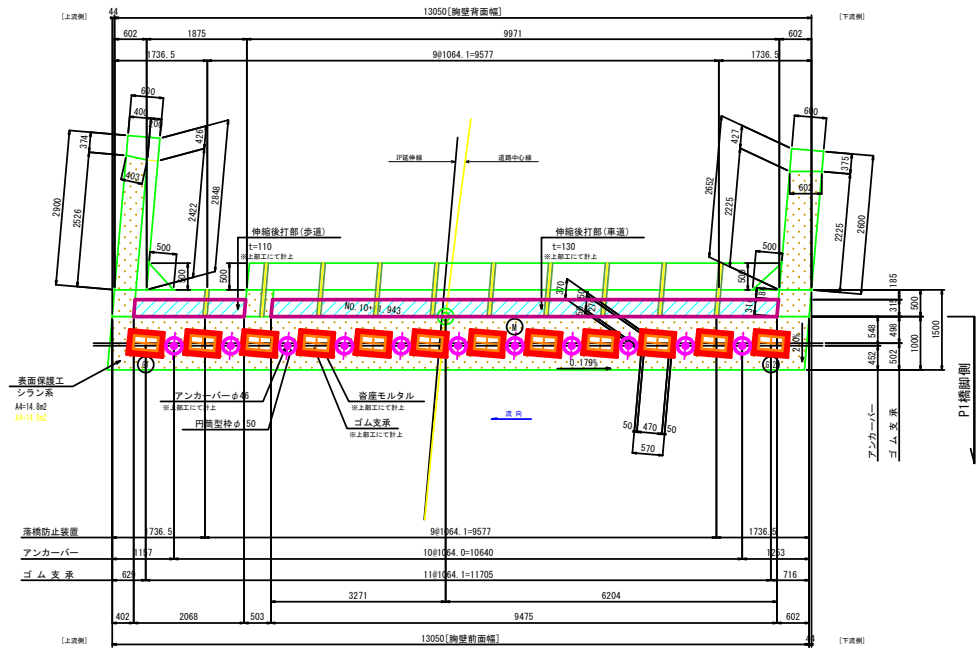 [上流側]
44
13050[胸壁背面幅]
[下流側]
602
1875
9971
602
1736.5
9@1064.1=9577
1736.5
600
400
200
374
403
426
2900
2526
2422
2848
500
500
IP延伸線
道路中心線
伸縮後打部(歩道)
t=110
※上部工にて計上
伸縮後打部(車道)
t=130
※上部工にて計上
600
427
375
2652
2225
602
2225
2600
500
500
185
500
1500
1000
548
498
452
502
370
NO.10+1.943
M
0.179%
表面保護工
シラン系
A4=14.8m2
アンカーバーφ46
※上部工にて計上
円筒型枠φ150
沓座モルタル
※上部工にて計上
ゴム支承
※上部工にて計上
流向
50
470
50
570
アンカーバー
ゴム支承
P1橋脚側
落橋防止装置
1736.5
9@1064.1=9577
1736.5
アンカーバー
1157
10@1064.0=10640
1253
ゴム支承
629
11@1064.1=11705
716
3271
6204
402
2068
503
9475
602
[上流側]
13050[胸壁前面幅]
44
[下流側]